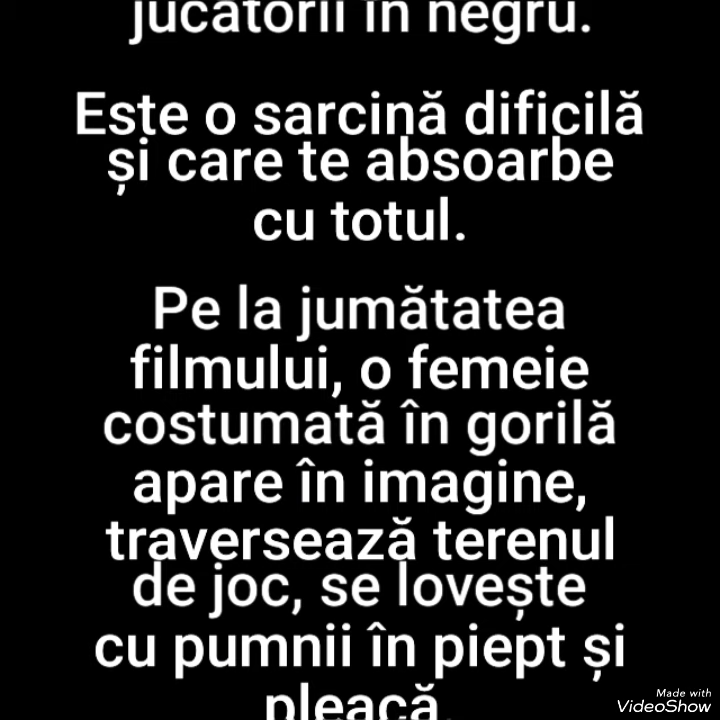 jucătorii în negru.
Este o sarcină dificilă
și care te absoarbe
cu totul.
Pe la jumătatea
filmului, o femeie
costumată în gorilă
apare în imagine,
traversează terenul
de joc, se lovește
cu pumnii în piept și
pleacă.
Made with
VideoShow